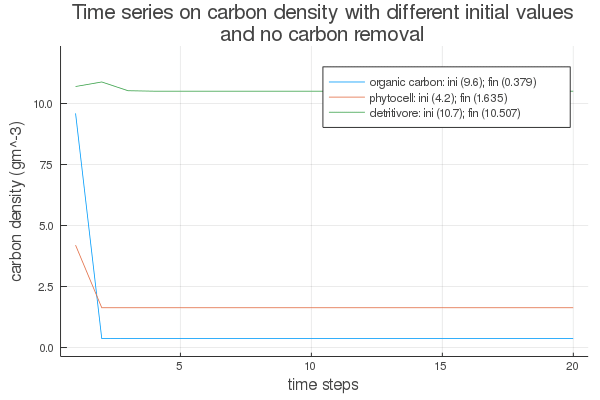 Time series on carbon density with different initial values
and no carbon removal
carbon density (gm^-3)
10.0
75
5.0
2.5
0.0
organic carbon: ini (9.6); fin (0.379)
phytocell: ini (4.2); fin (1.635)
detritivore: ini (10.7); fin (10.507)
5
10
15
20
time steps